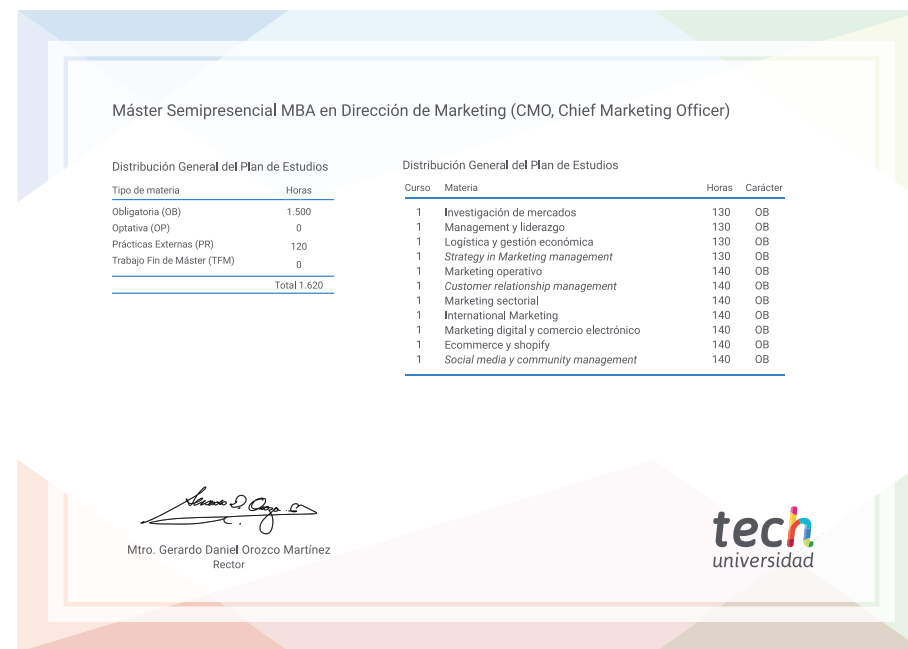 Máster Semipresencial MBA en Dirección de Marketing (CMO, Chief Marketing Officer)
Distribución General del Plan de Estudios
Tipo de materia Horas
Obligatoria (OB) 1.500
Optativa (OP) 0
Prácticas Externas (PR) 120
Trabajo Fin de Máster (TFM) 0
Total 1.620
Distribución General del Plan de Estudios
Curso Materia Horas Carácter
1 Investigación de mercados 130 OB
1 Management y liderazgo 130 OB
1 Logística y gestión económica 130 OB
1 Strategy in Marketing management 130 OB
1 Marketing operativo 140 OB
1 Customer relationship management 140 OB
1 Marketing sectorial 140 OB
1 International Marketing 140 OB
1 Marketing digital y comercio electrónico 140 OB
1 Ecommerce y shopify 140 OB
1 Social media y community management 140 OB
Mtro. Gerardo Daniel Orozco Martínez
Rector
tech
universidad